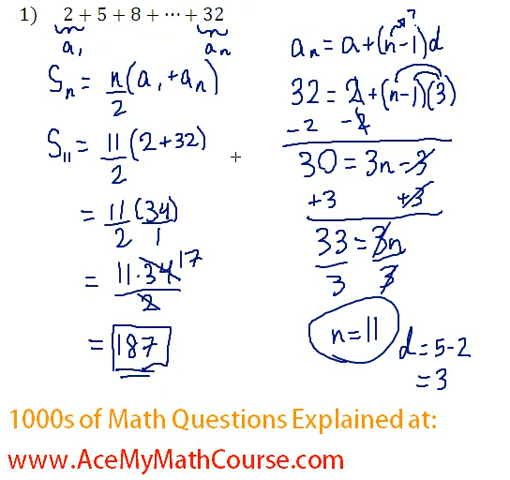 1) 2 + 5 + 8 + ⋯ + 32
a₁ aₙ
Sₙ = n/2 (a₁ + aₙ)
S₁₁ = 11/2 (2+32)
= 11/2 (34)/1
= 11·34/2 17
= 187
?
aₙ = a + (n-1)d
32 = 2 + (n-1)(3)
-2 -2
30 = 3n - 3
+3 +3
33 = 3n
3 3
n = 11
d = 5-2
= 3
1000s of Math Questions Explained at:
www.AceMyMathCourse.com